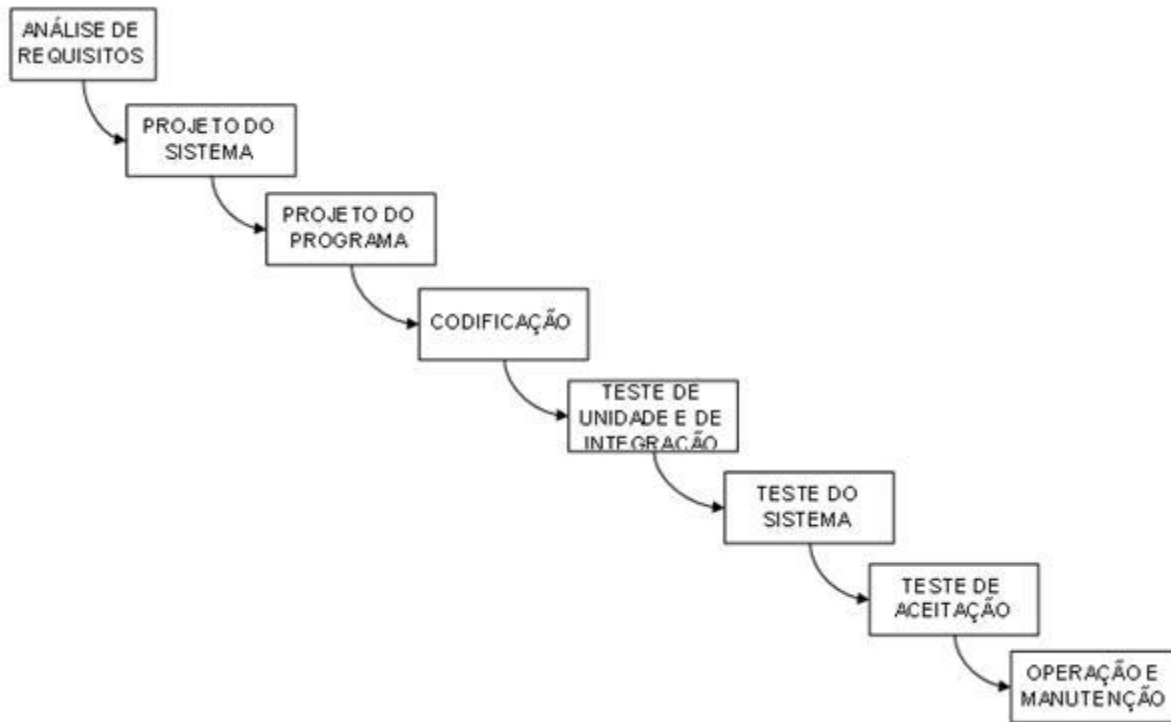 ANÁLISE DE
REQUISITOS
PROJETO DO
SISTEMA
PROJETO DO
PROGRAMA
CODIFICAÇÃO
TESTE DE
UNIDADE E DE
INTEGRAÇÃO
TESTE DO
SISTEMA
TESTE DE
ACEITAÇÃO
OPERAÇÃO E
MANUTENÇÃO